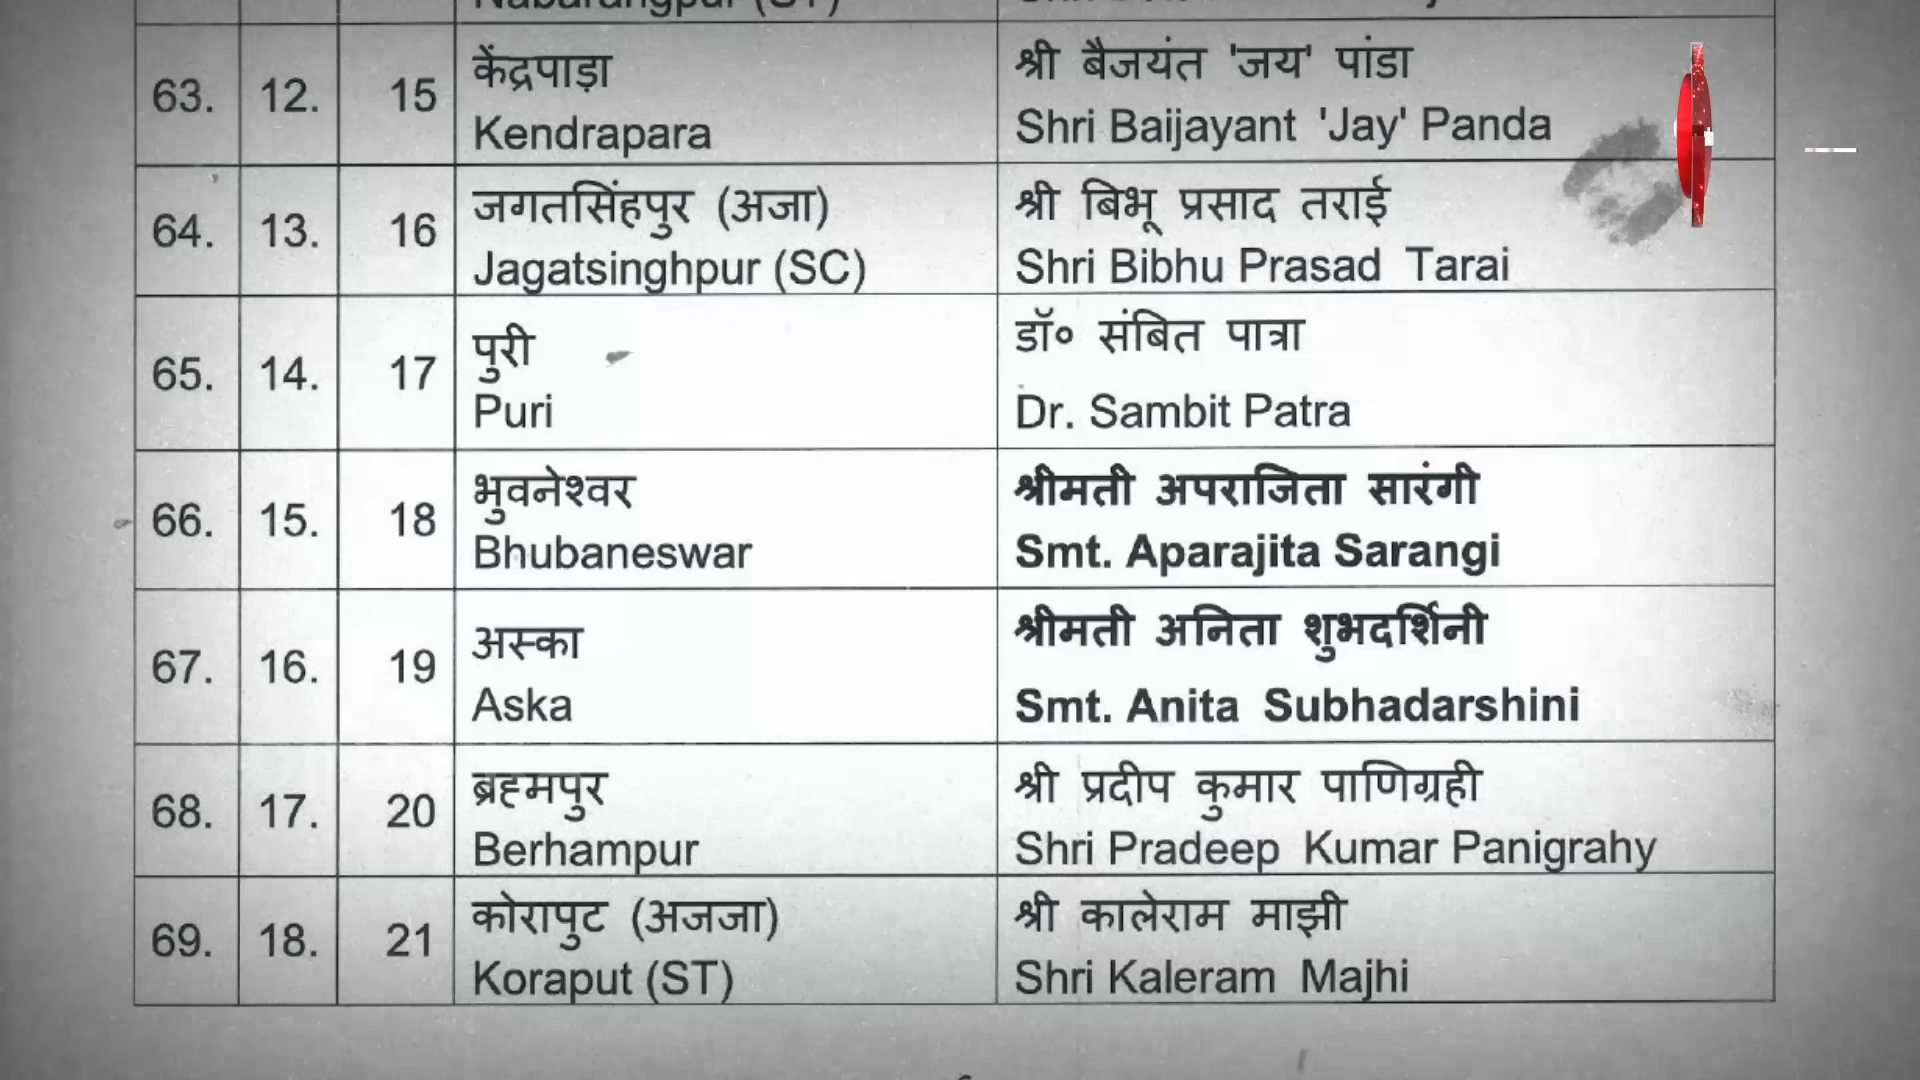 63. 12. 15 केंद्रपाड़ा श्री बैजयंत 'जय' पांडा
Kendrapara Shri Baijayant 'Jay' Panda
64. 13. 16 जगतसिंहपुर (अजा) श्री बिभू प्रसाद तराई
Jagatsinghpur (SC) Shri Bibhu Prasad Tarai
65. 14. 17 पुरी डॉ० संबित पात्रा
Puri Dr. Sambit Patra
66. 15. 18 भुवनेश्वर श्रीमती अपराजिता सारंगी
Bhubaneswar Smt. Aparajita Sarangi
67. 16. 19 अस्का श्रीमती अनिता शुभदर्शिनी
Aska Smt. Anita Subhadarshini
68. 17. 20 ब्रह्मपुर श्री प्रदीप कुमार पाणिग्रही
Berhampur Shri Pradeep Kumar Panigrahy
69. 18. 21 कोरापुट (अजजा) श्री कालेराम माझी
Koraput (ST) Shri Kaleram Majhi